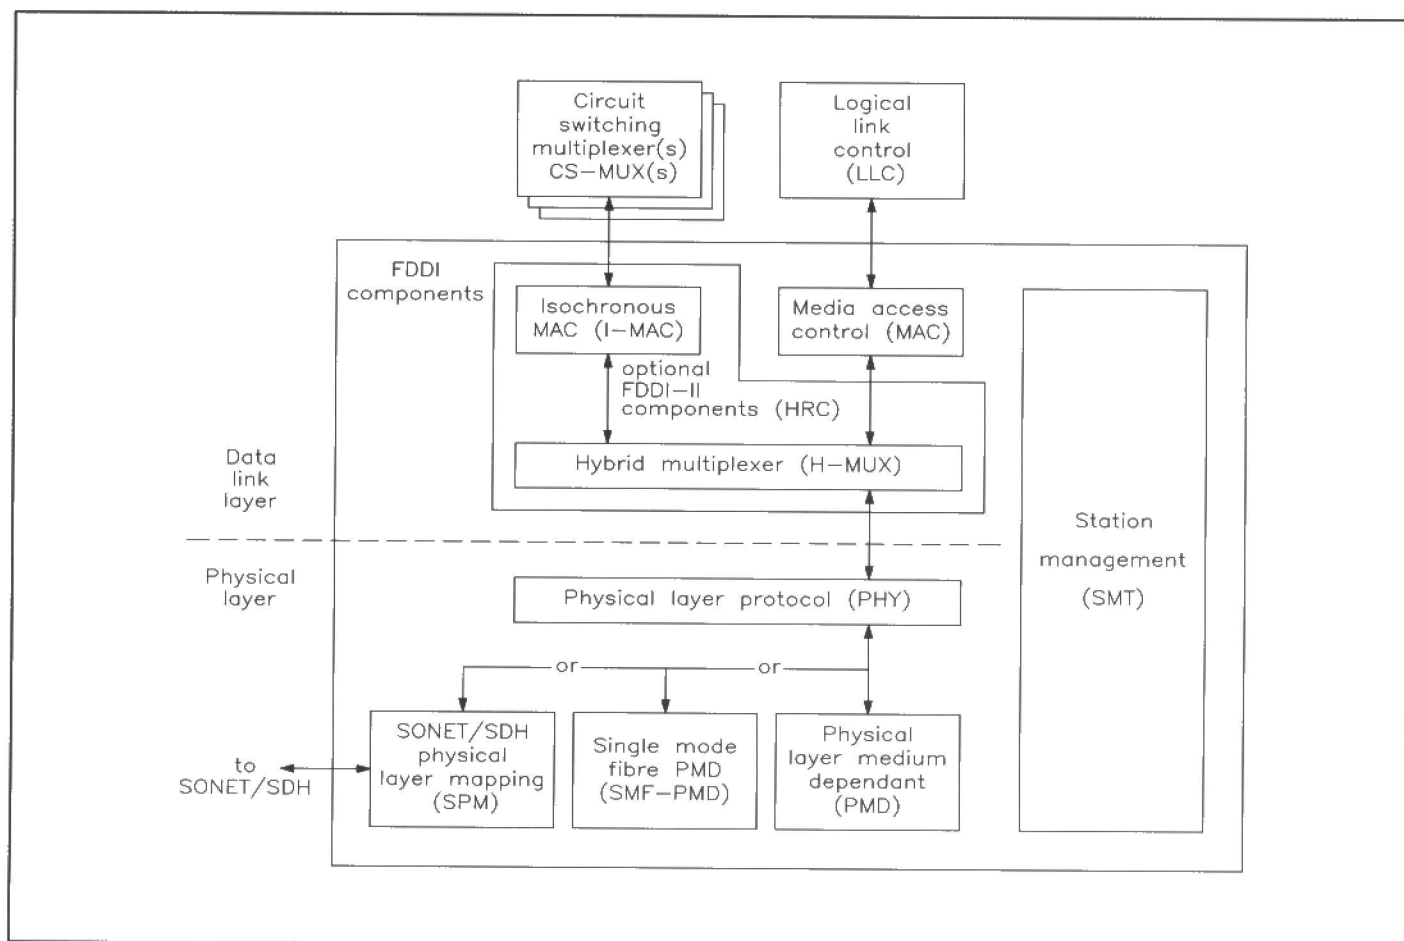 Circuit
switching
multiplexer(s)
CS-MUX(s)
Logical
link
control
(LLC)
FDDI
components
Isochronous
MAC (I-MAC)
Media access
control (MAC)
optional
FDDI-II
components (HRC)
Hybrid multiplexer (H-MUX)
Data
link
layer
Station
management
(SMT)
Physical
layer
Physical layer protocol (PHY)
or
or
SONET/SDH
physical
layer mapping
(SPM)
Single mode
fibre PMD
(SMF-PMD)
Physical
layer medium
dependant
(PMD)
to
SONET/SDH